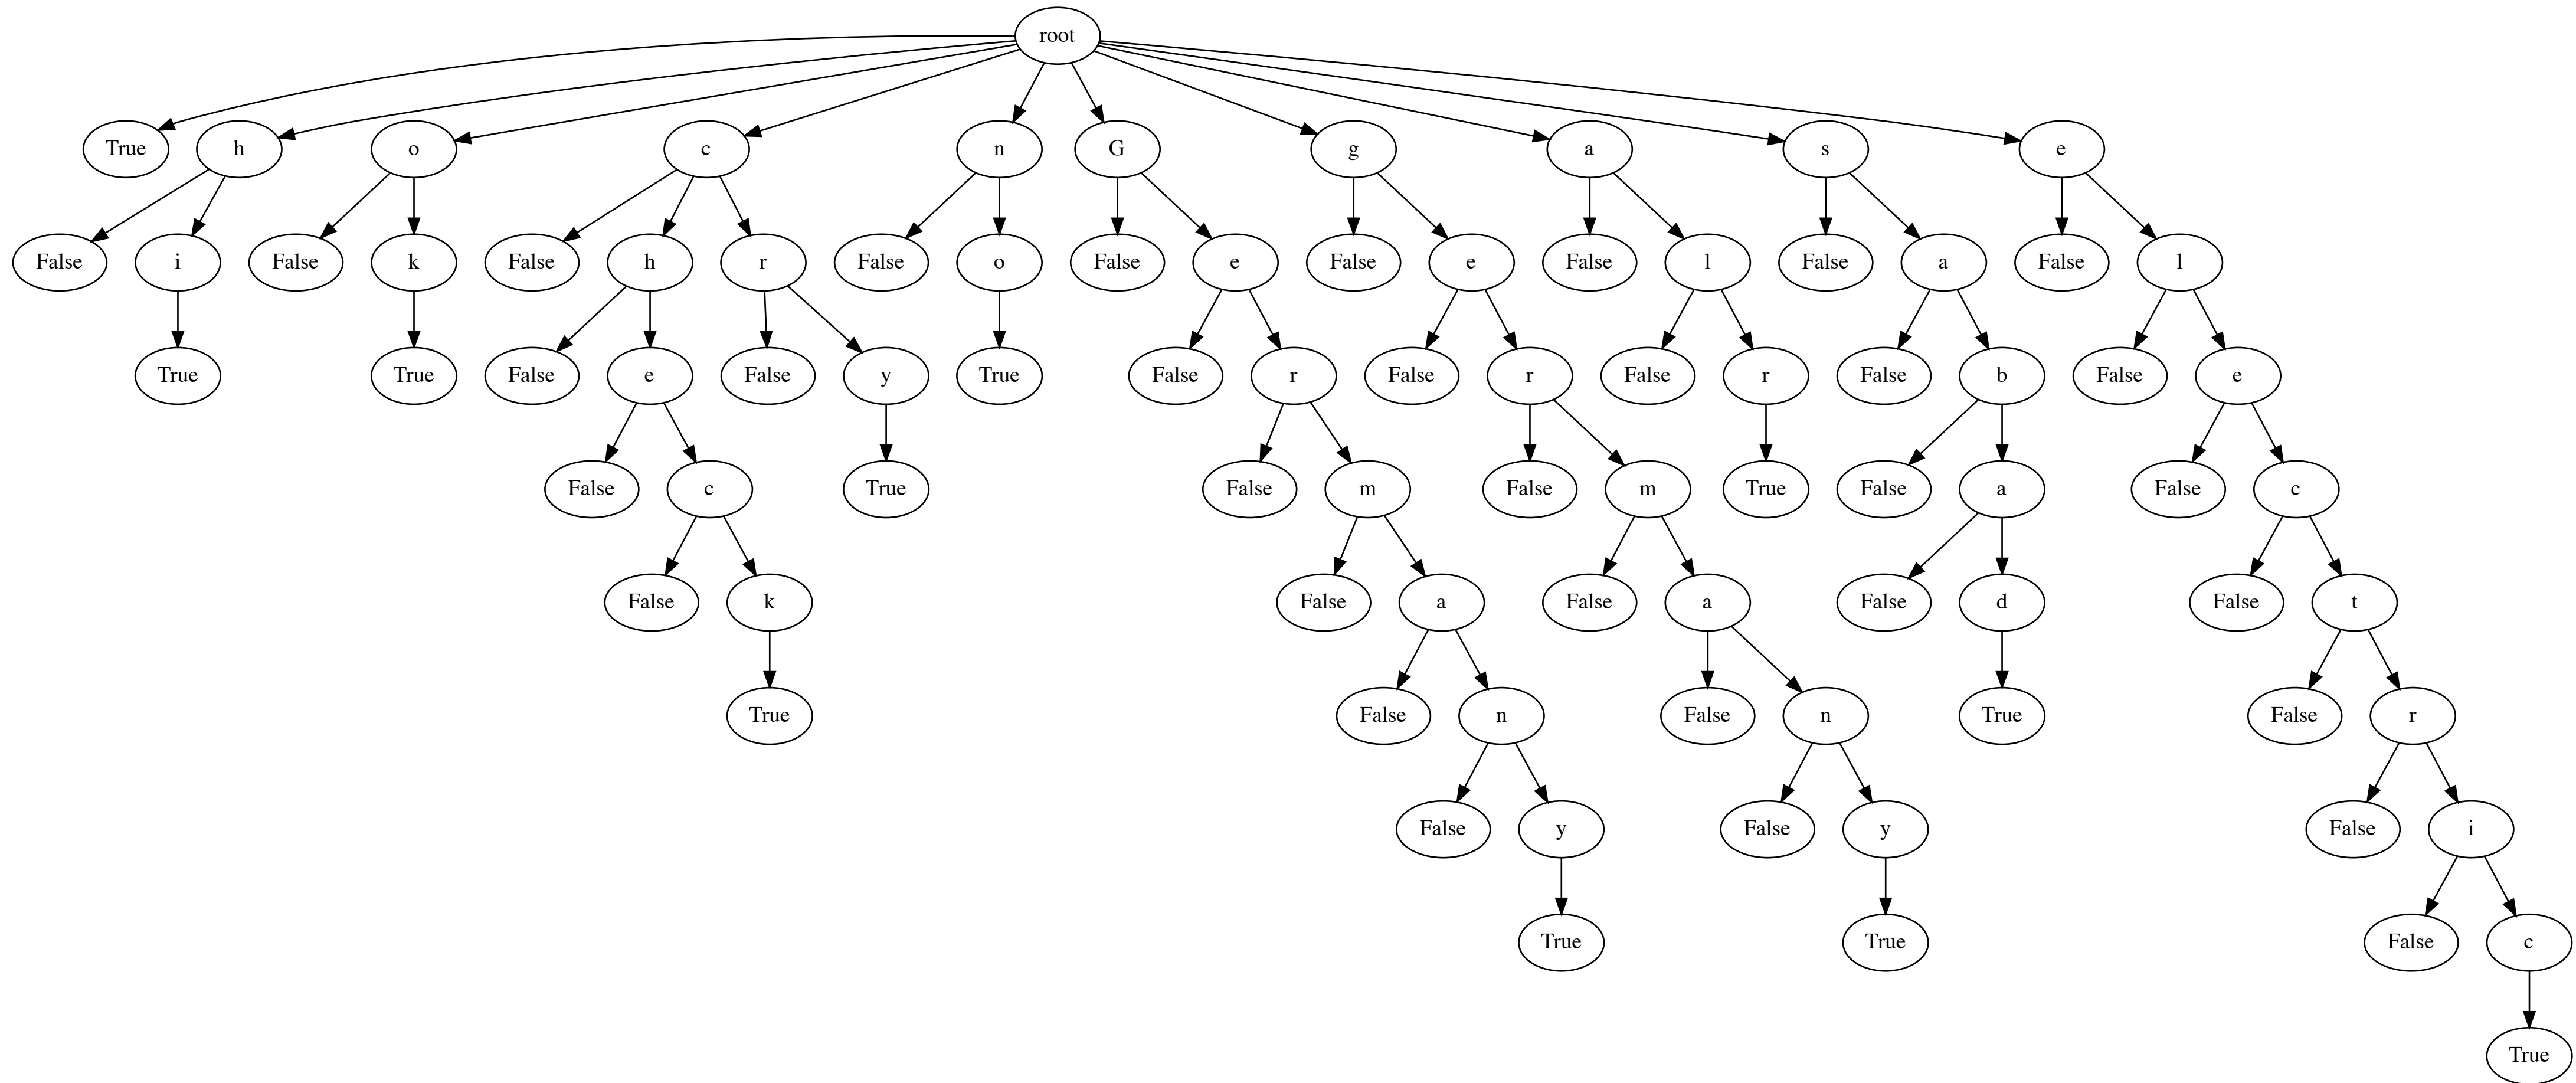 root
True h o c n G g a s e
False i False k False h r False o False e False e False l False a False l
True True False e False y True False r False r False r False b False e
False c True False m False m True False a False c
False k False a False a False d False t
True False n False n True False r
False y False y False i
True True False c
True